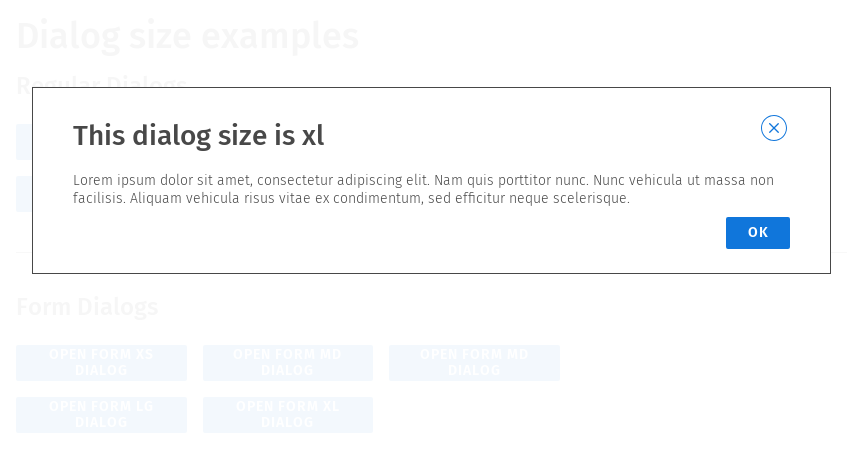 Dialog size examples
Regular Dialogs
This dialog size is xl
Lorem ipsum dolor sit amet, consectetur adipiscing elit. Nam quis porttitor nunc. Nunc vehicula ut massa non
facilisis. Aliquam vehicula risus vitae ex condimentum, sed efficitur neque scelerisque.
OK
Form Dialogs
OPEN FORM XS
DIALOG
OPEN FORM MD
DIALOG
OPEN FORM MD
DIALOG
OPEN FORM LG
DIALOG
OPEN FORM XL
DIALOG